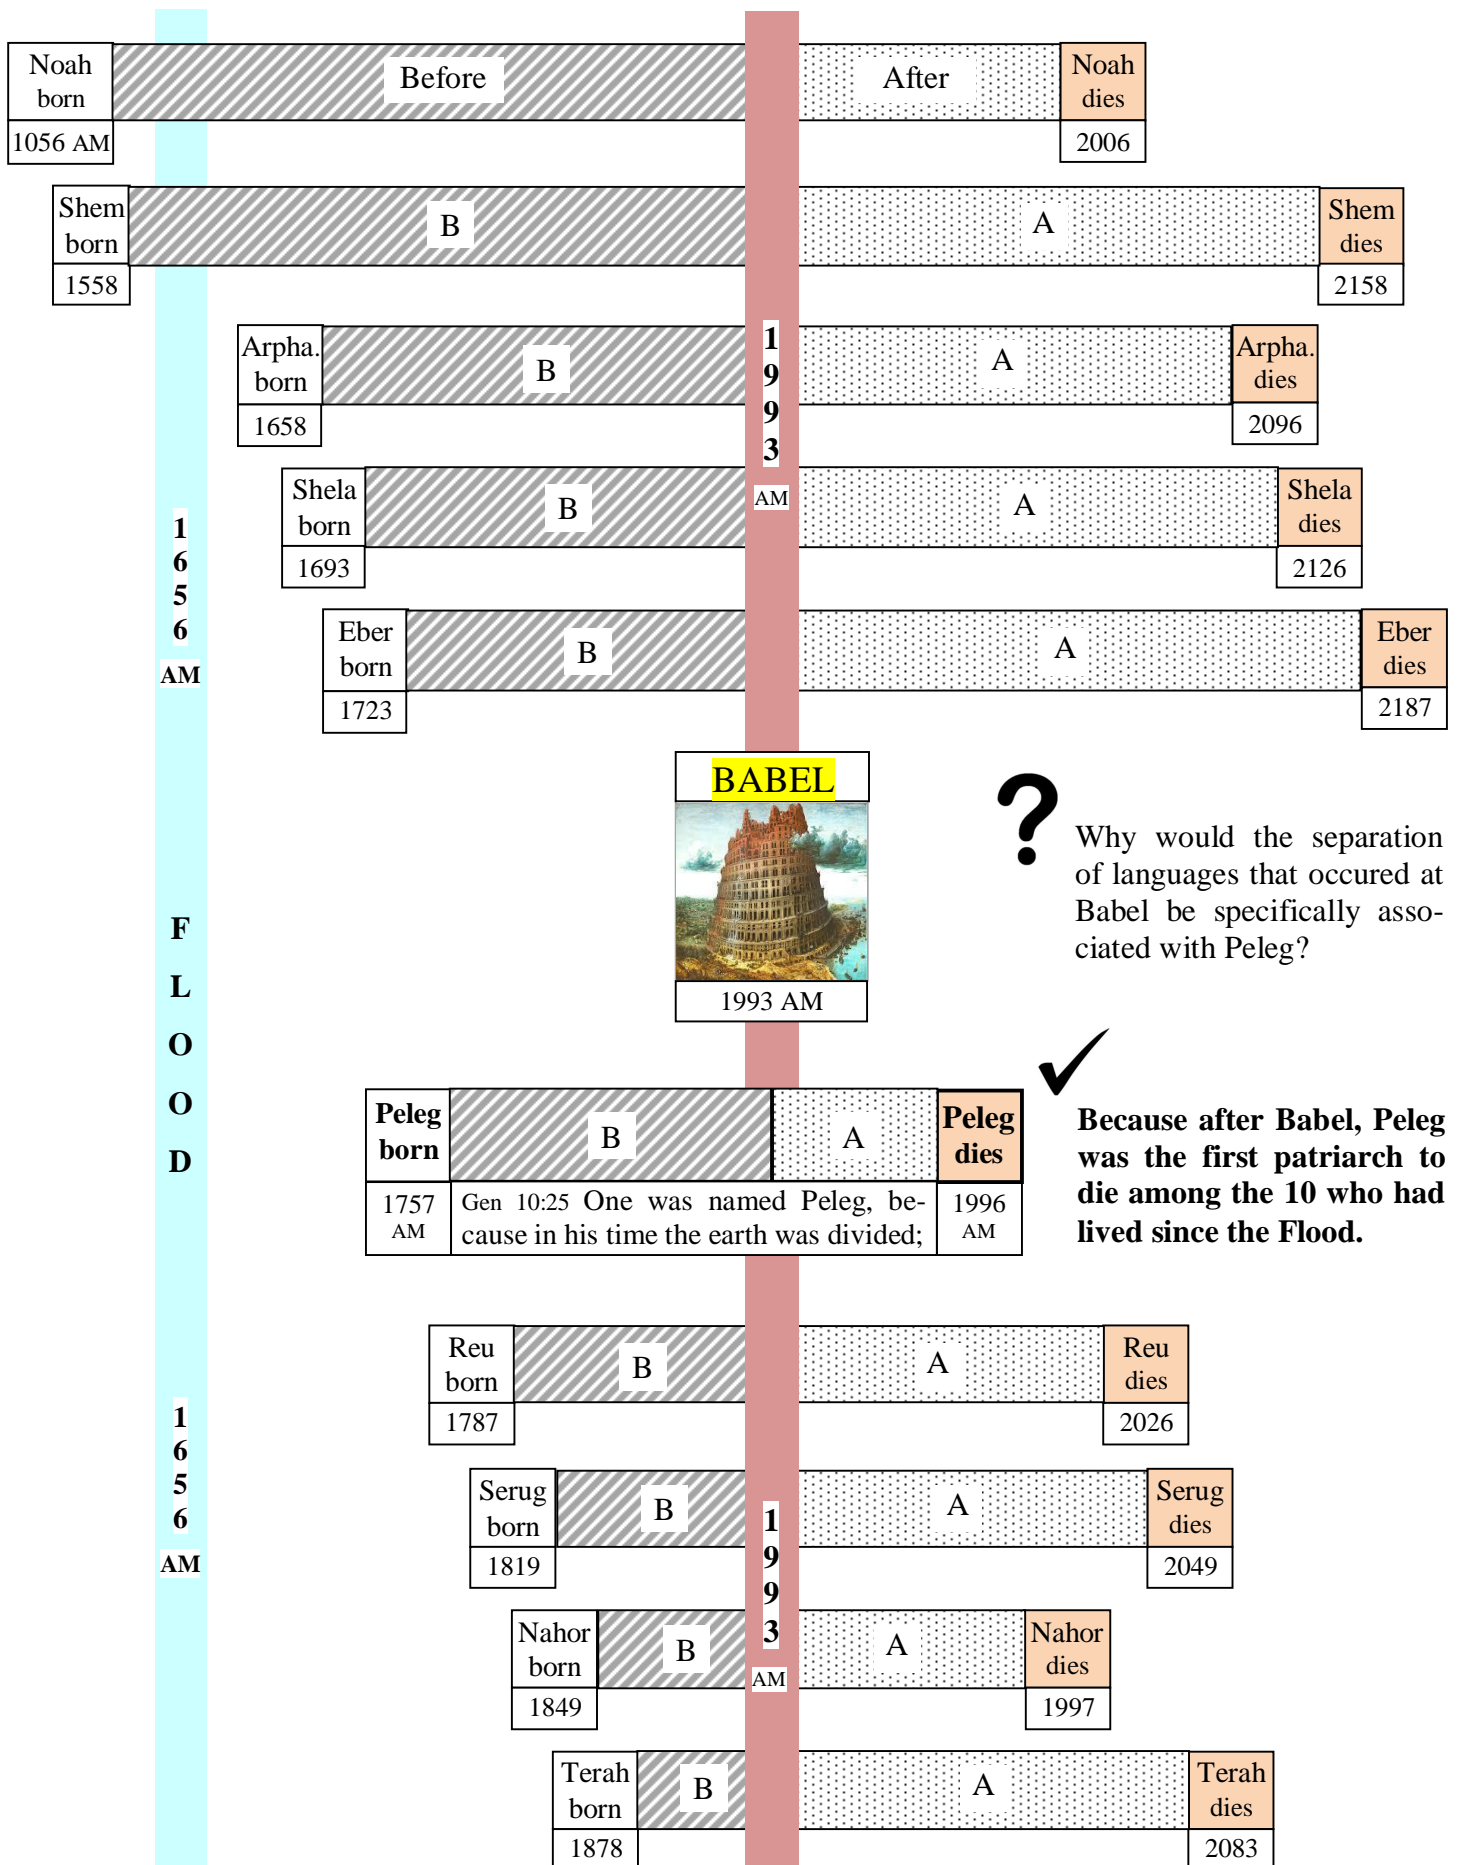 Noah
born
1056 AM
Before
After
Noah
dies
2006
Shem
born
1558
B
A
Shem
dies
2158
Arpha.
born
1658
B
A
Arpha.
dies
2096
1
9
9
3
AM
Shela
born
1693
B
A
Shela
dies
2126
1
6
5
6
AM
Eber
born
1723
B
A
Eber
dies
2187
BABEL
1993 AM
?
Why would the separation
of languages that occured at
Babel be specifically asso-
ciated with Peleg?
F
L
O
O
D
Peleg
born
1757
AM
B
A
Gen 10:25 One was named Peleg, be-
cause in his time the earth was divided;
Peleg
dies
1996
AM
Because after Babel, Peleg
was the first patriarch to
die among the 10 who had
lived since the Flood.
Reu
born
1787
B
A
Reu
dies
2026
1
6
5
6
AM
Serug
born
1819
B
A
Serug
dies
2049
1
9
9
3
AM
Nahor
born
1849
B
A
Nahor
dies
1997
Terah
born
1878
B
A
Terah
dies
2083